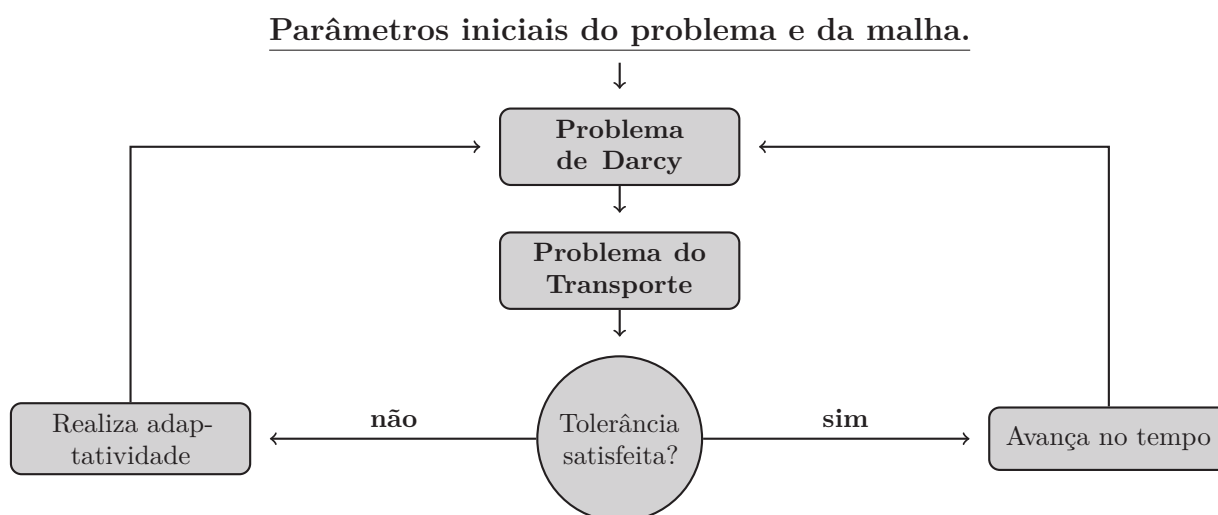 Parâmetros iniciais do problema e da malha.
Problema
de Darcy
Problema do
Transporte
Tolerância
satisfeita?
não
sim
Realiza adap-
tatividade
Avança no tempo